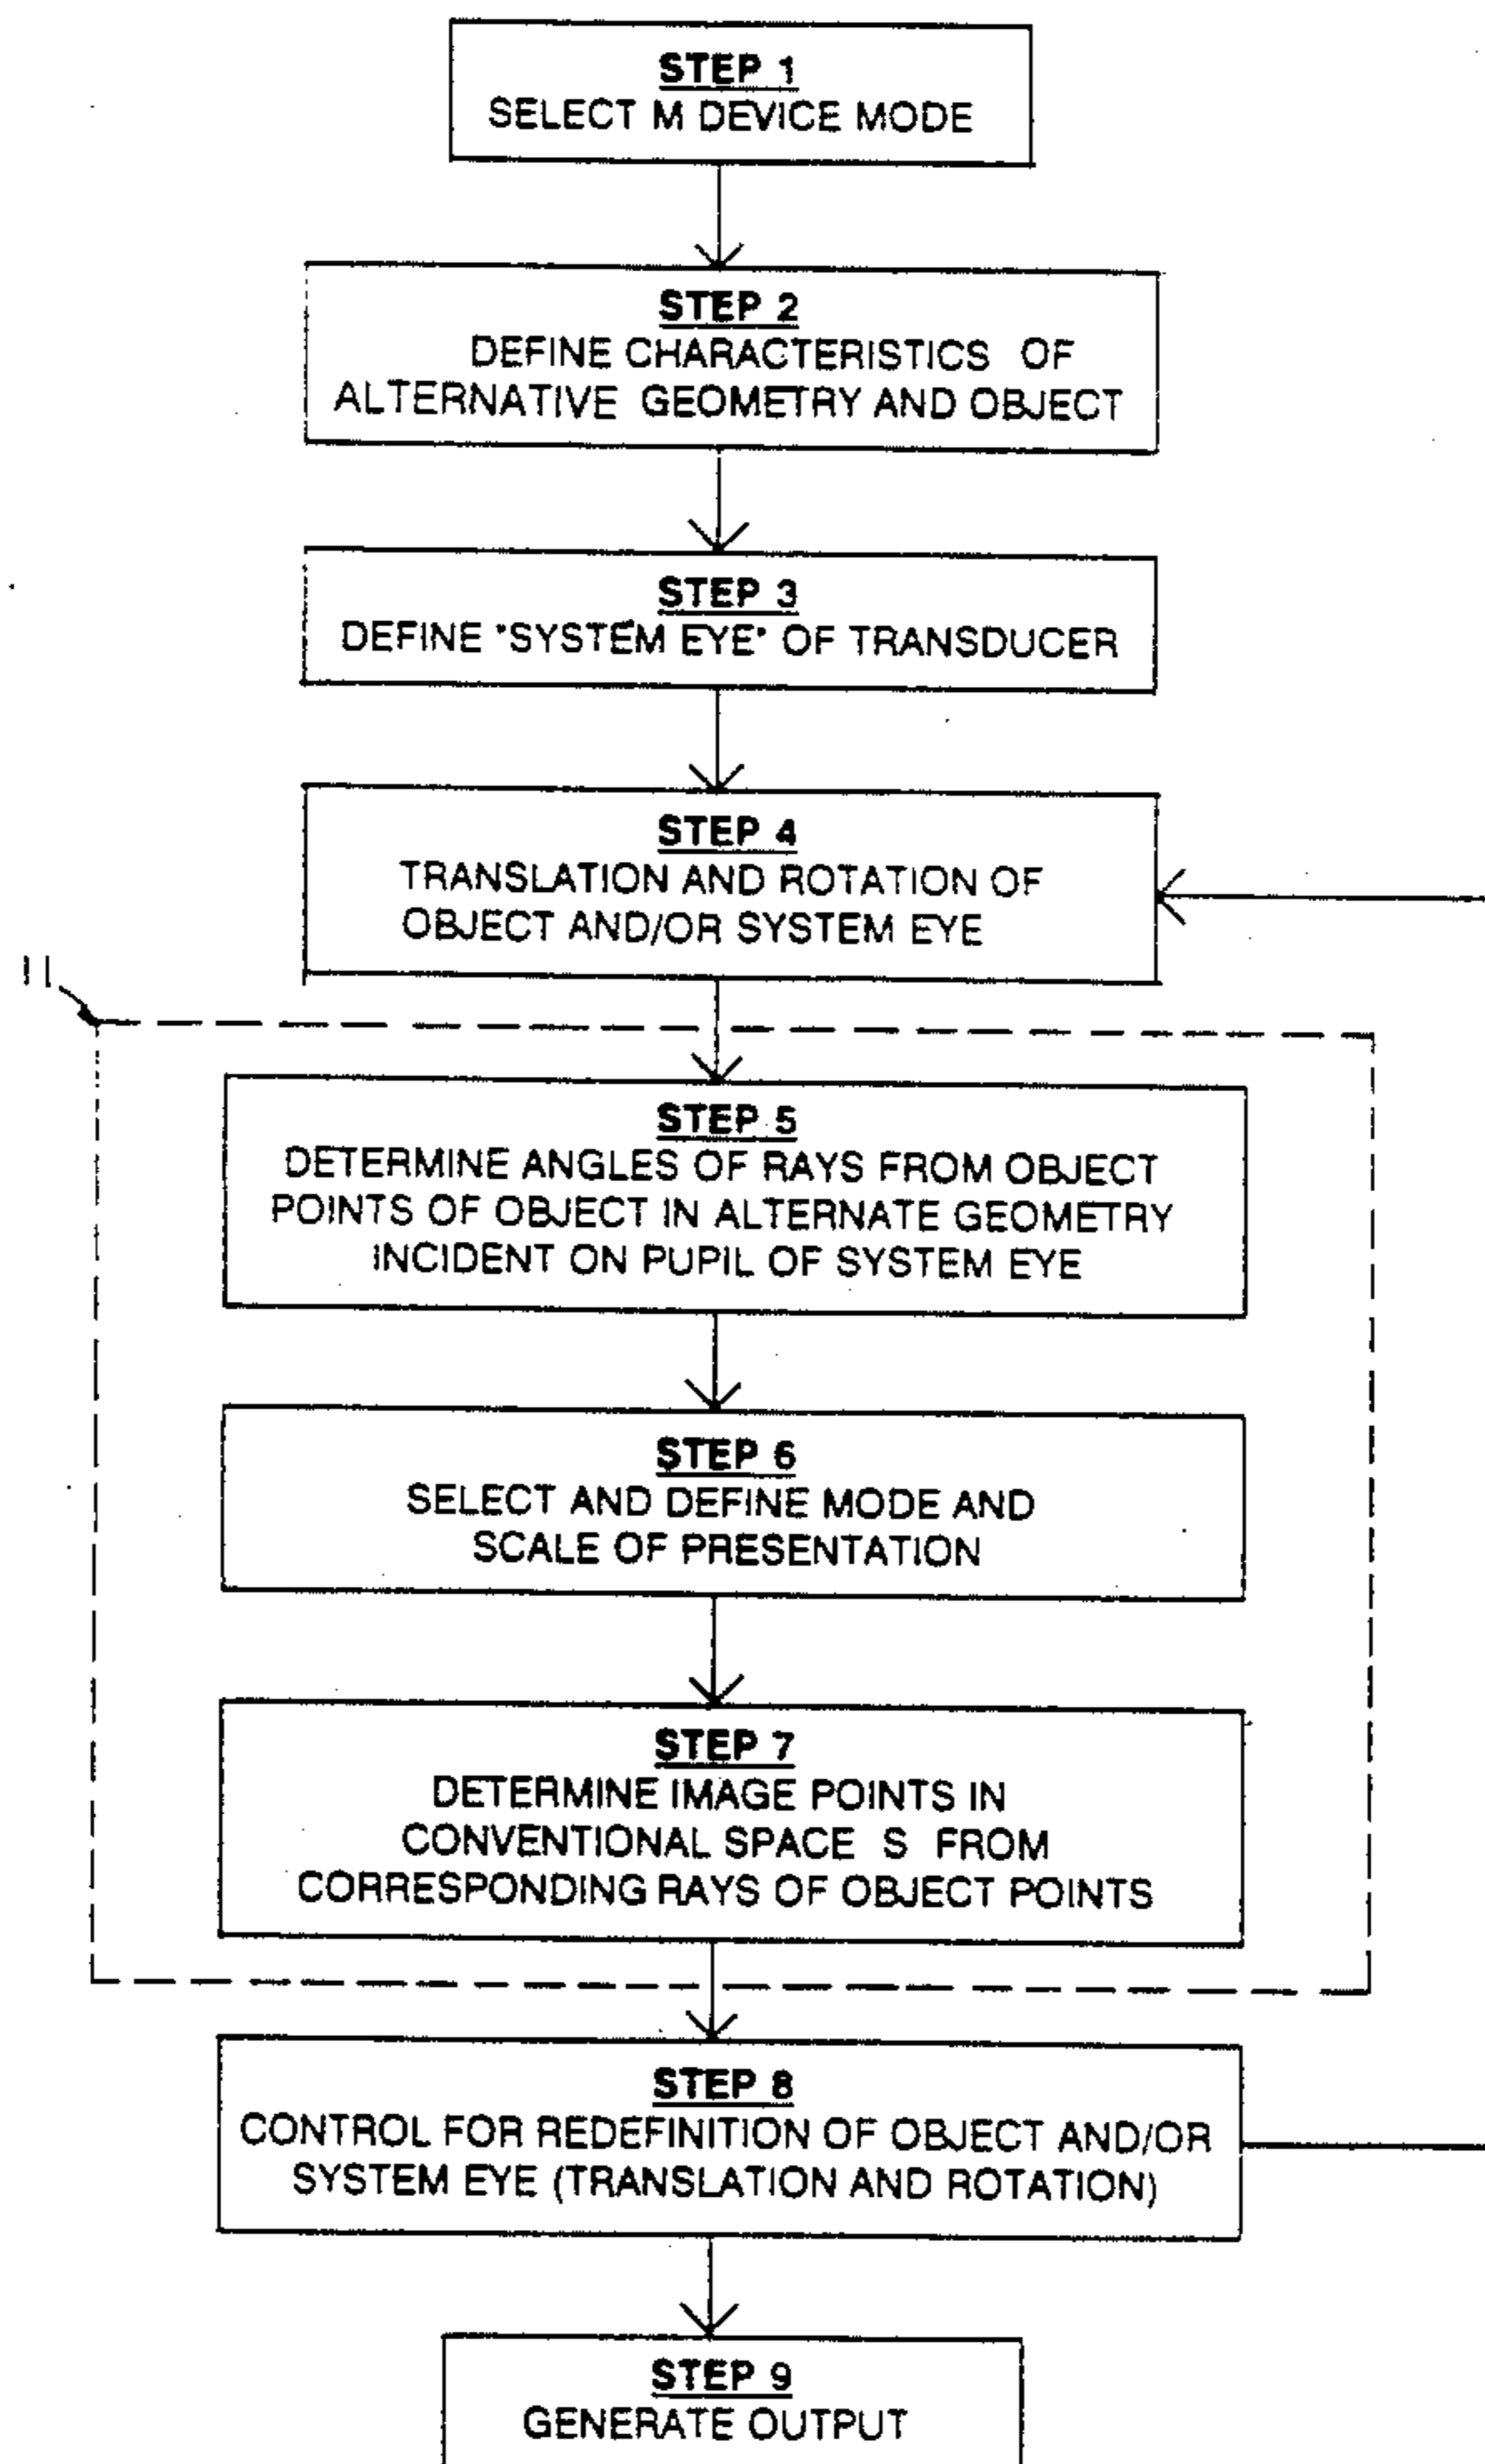 STEP 1
SELECT M DEVICE MODE
STEP 2
DEFINE CHARACTERISTICS OF
ALTERNATIVE GEOMETRY AND OBJECT
STEP 3
DEFINE "SYSTEM EYE" OF TRANSDUCER
STEP 4
TRANSLATION AND ROTATION OF
OBJECT AND/OR SYSTEM EYE
11
STEP 5
DETERMINE ANGLES OF RAYS FROM OBJECT
POINTS OF OBJECT IN ALTERNATE GEOMETRY
INCIDENT ON PUPIL OF SYSTEM EYE
STEP 6
SELECT AND DEFINE MODE AND
SCALE OF PRESENTATION
STEP 7
DETERMINE IMAGE POINTS IN
CONVENTIONAL SPACE S FROM
CORRESPONDING RAYS OF OBJECT POINTS
STEP 8
CONTROL FOR REDEFINITION OF OBJECT AND/OR
SYSTEM EYE (TRANSLATION AND ROTATION)
STEP 9
GENERATE OUTPUT